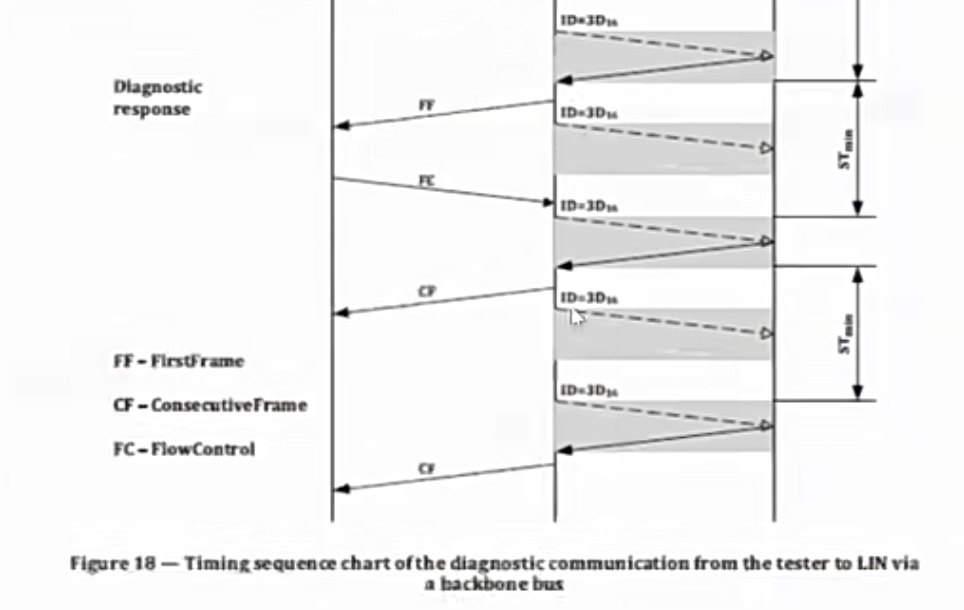 ID=3D₁₆
Diagnostic
response
FF
ID=3D₁₆
STmin
FC
ID=3D₁₆
CF
ID=3D₁₆
STmin
FF – FirstFrame
ID=3D₁₆
CF – ConsecutiveFrame
FC – FlowControl
CF
Figure 18 — Timing sequence chart of the diagnostic communication from the tester to LIN via
a backbone bus